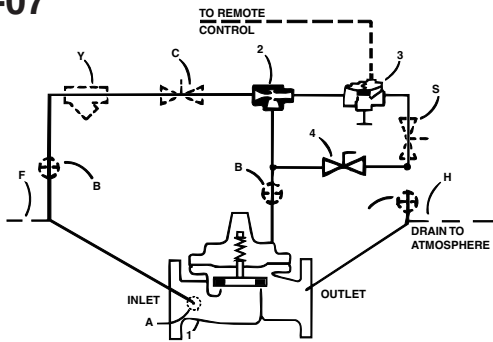 -07
TO REMOTE
CONTROL
Y
C
2
3
S
4
F
B
B
H
DRAIN TO
ATMOSPHERE
INLET
OUTLET
A
1